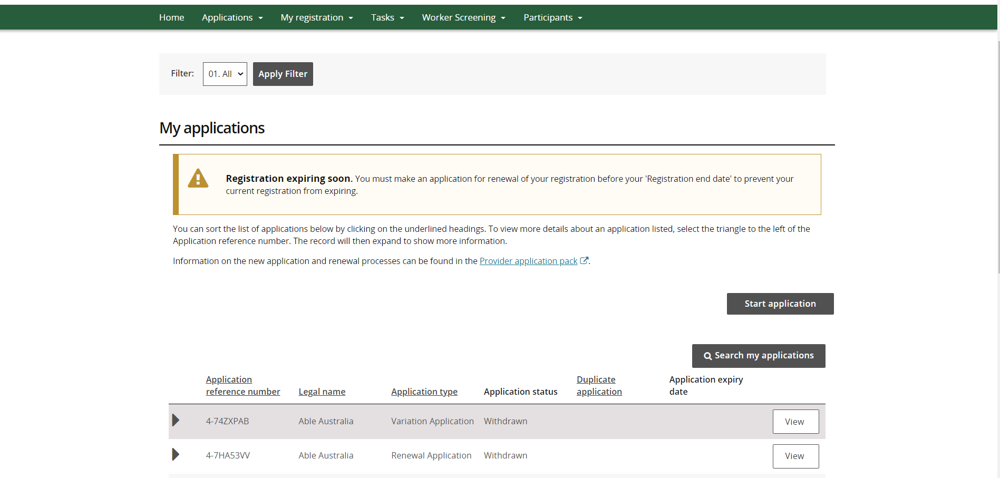 Home Applications My registration Tasks Worker Screening Participants
Filter: 01. All Apply Filter
My applications
Registration expiring soon. You must make an application for renewal of your registration before your 'Registration end date' to prevent your
current registration from expiring.
You can sort the list of applications below by clicking on the underlined headings. To view more details about an application listed, select the triangle to the left of the
Application reference number. The record will then expand to show more information.
Information on the new application and renewal processes can be found in the Provider application pack.
Start application
Search my applications
Application reference number Legal name Application type Application status Duplicate application Application expiry date
4-74ZXPAB Able Australia Variation Application Withdrawn View
4-7HA53VV Able Australia Renewal Application Withdrawn View